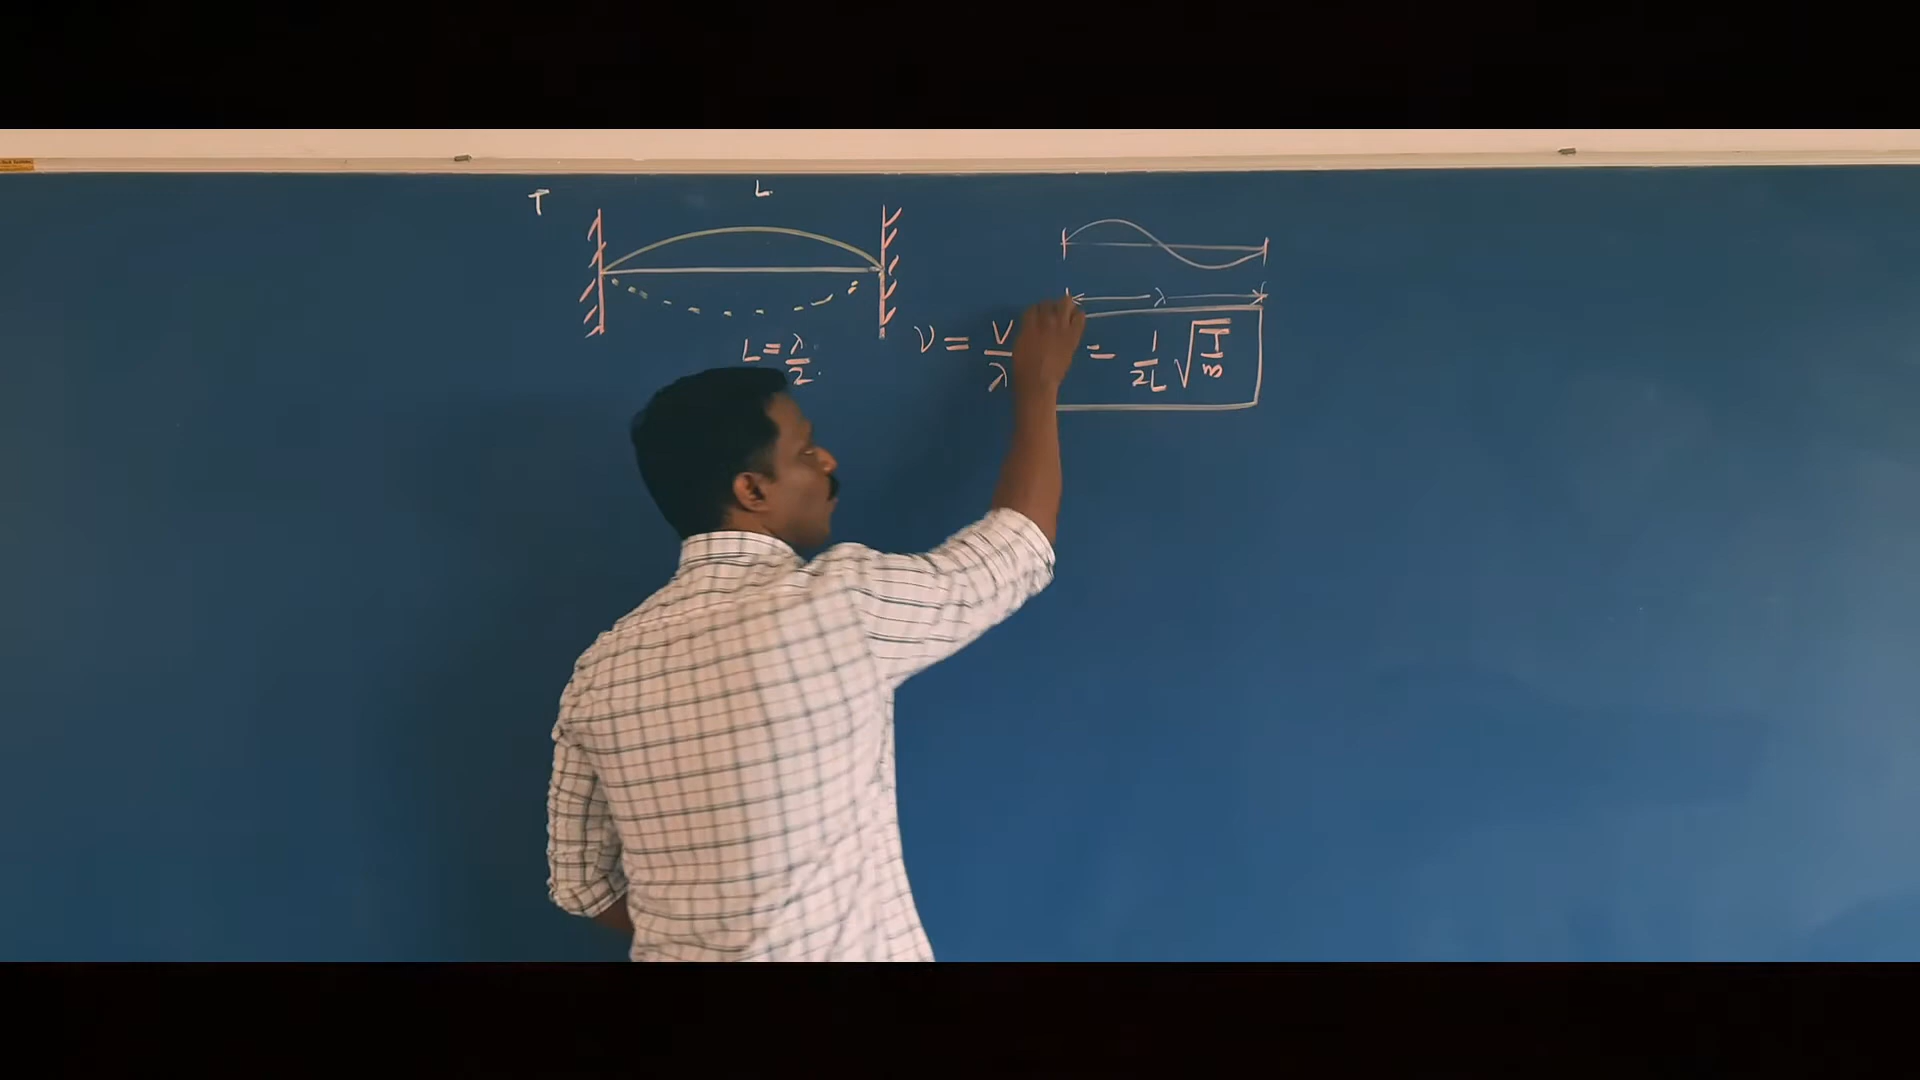 T
L
λ
L = λ/2
ν = V/λ = 1/2L √T/m